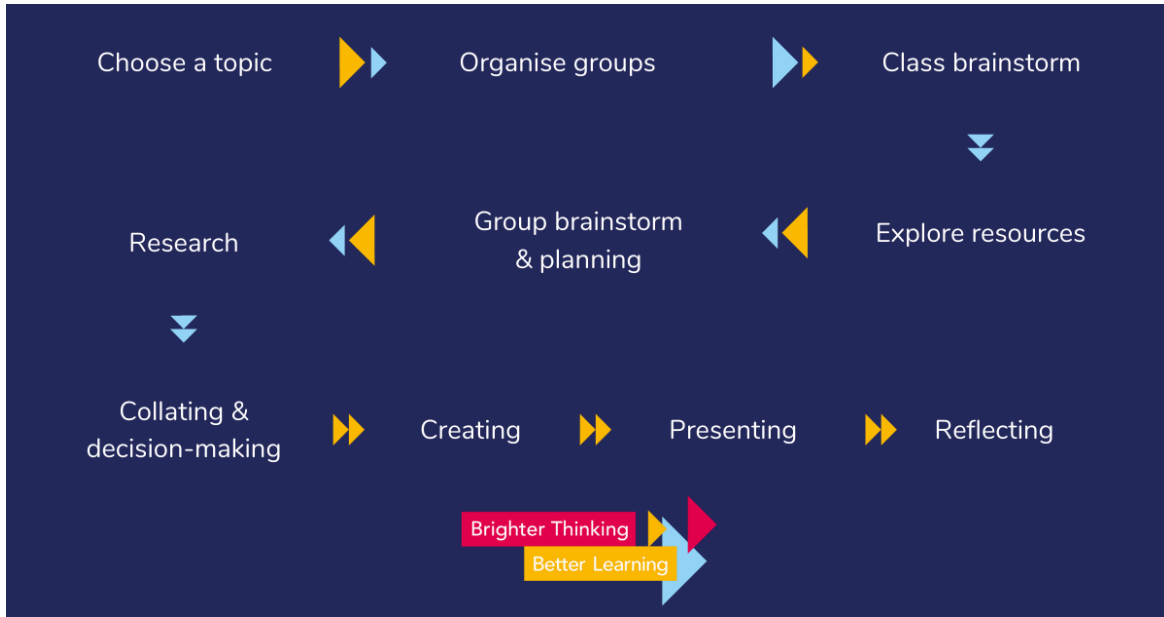 Choose a topic
Organise groups
Class brainstorm
Explore resources
Group brainstorm
& planning
Research
Collating &
decision-making
Creating
Presenting
Reflecting
Brighter Thinking
Better Learning